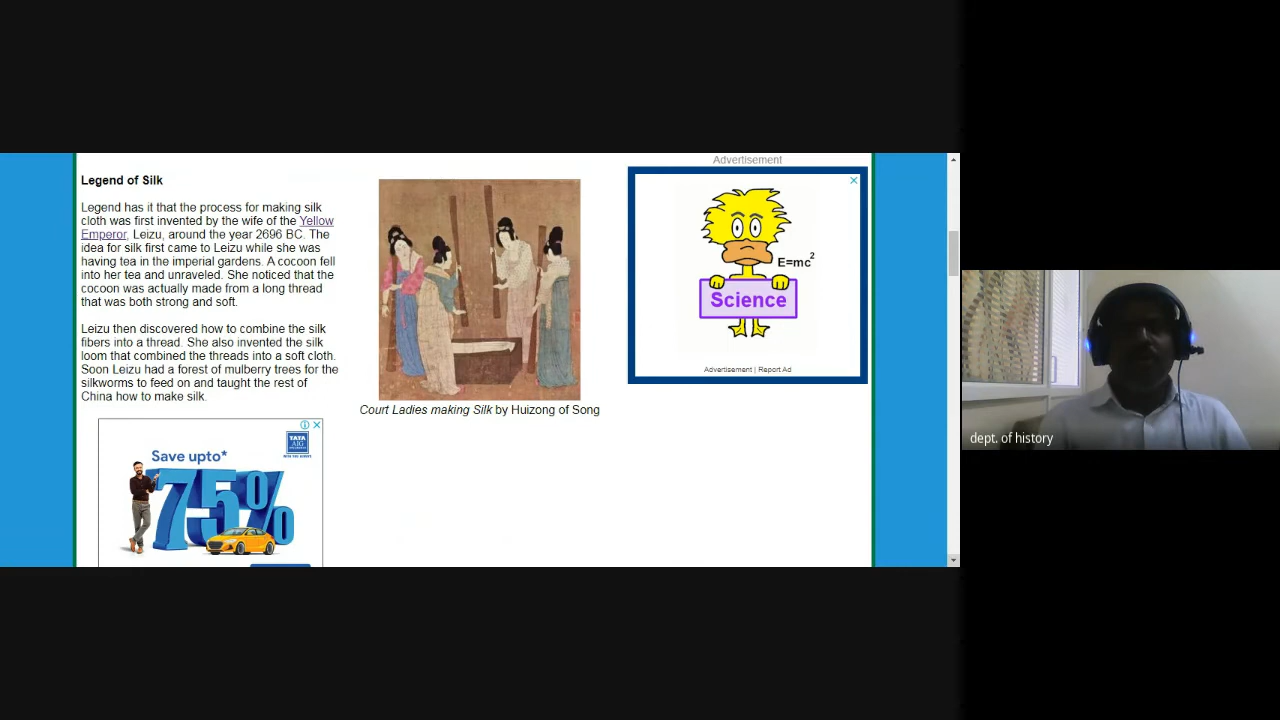 Legend of Silk
Legend has it that the process for making silk
cloth was first invented by the wife of the Yellow
Emperor, Leizu, around the year 2696 BC. The
idea for silk first came to Leizu while she was
having tea in the imperial gardens. A cocoon fell
into her tea and unraveled. She noticed that the
cocoon was actually made from a long thread
that was both strong and soft.
Leizu then discovered how to combine the silk
fibers into a thread. She also invented the silk
loom that combined the threads into a soft cloth.
Soon Leizu had a forest of mulberry trees for the
silkworms to feed on and taught the rest of
China how to make silk.
Save upto*
75%
TATA
AIG
Court Ladies making Silk by Huizong of Song
Advertisement
E=mc2
Science
Advertisement | Report Ad
dept. of history